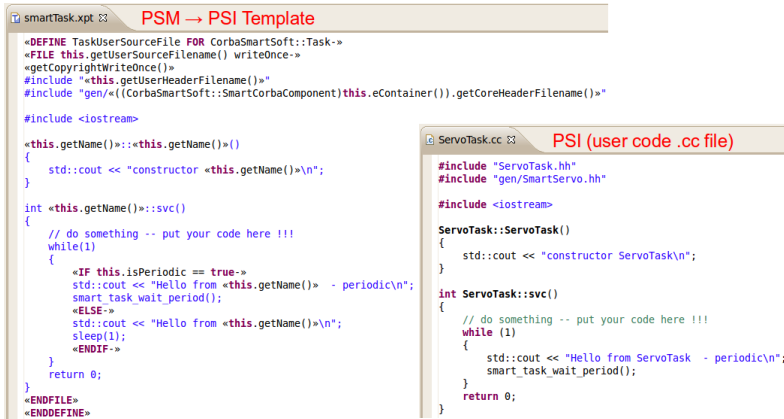 smartTask.xpt
PSM → PSI Template
«DEFINE TaskUserSourceFile FOR CorbaSmartSoft::Task-»
«FILE this.getUserSourceFilename() writeOnce-»
«getCopyrightWriteOnce()»
#include "«this.getUserHeaderFilename()»"
#include "gen/«((CorbaSmartSoft::SmartCorbaComponent)this.eContainer()).getCoreHeaderFilename()»"
#include <iostream>
«this.getName()»::«this.getName()»()
{
    std::cout << "constructor «this.getName()»\n";
}
int «this.getName()»::svc()
{
    // do something -- put your code here !!!
    while(1)
    {
        «IF this.isPeriodic == true-»
        std::cout << "Hello from «this.getName()»  - periodic\n";
        smart_task_wait_period();
        «ELSE-»
        std::cout << "Hello from «this.getName()»\n";
        sleep(1);
        «ENDIF-»
    }
    return 0;
}
«ENDFILE»
«ENDDEFINE»
ServoTask.cc
PSI (user code .cc file)
#include "ServoTask.hh"
#include "gen/SmartServo.hh"
#include <iostream>
ServoTask::ServoTask()
{
    std::cout << "constructor ServoTask\n";
}
int ServoTask::svc()
{
    // do something -- put your code here !!!
    while (1)
    {
        std::cout << "Hello from ServoTask  - periodic\n";
        smart_task_wait_period();
    }
    return 0;
}